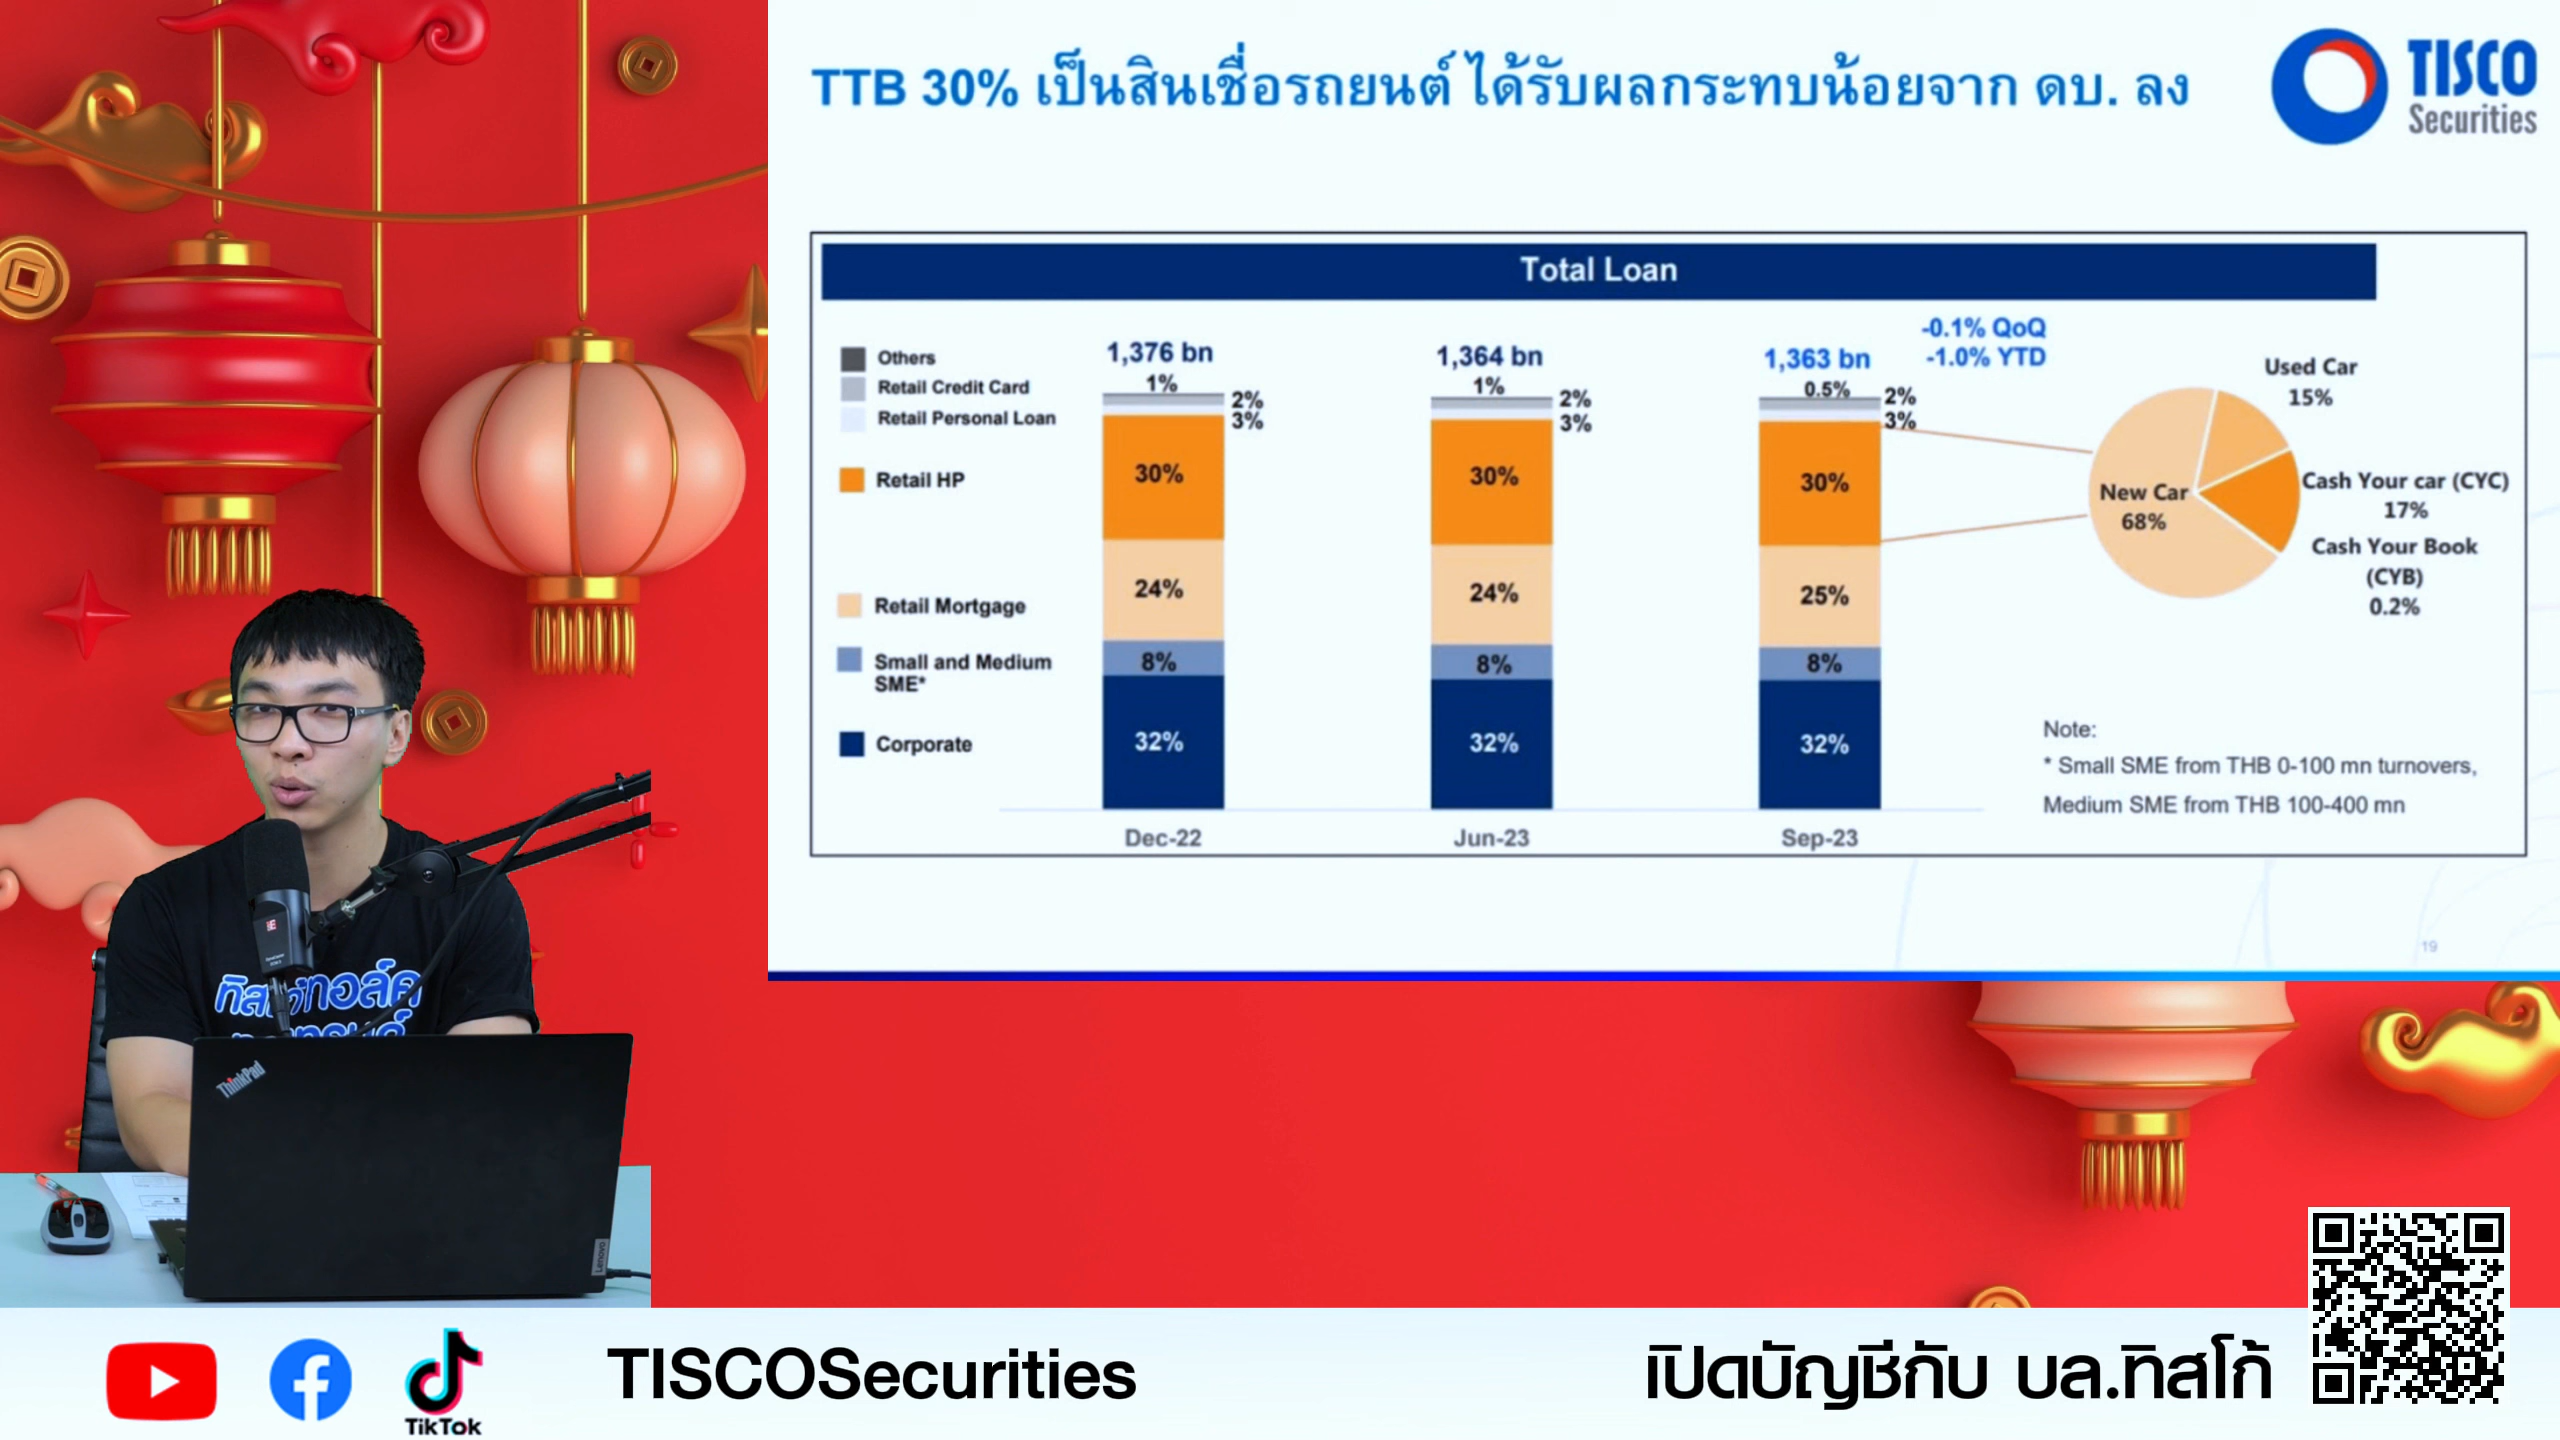 TTB 30% เป็นสินเชื่อรถยนต์ ได้รับผลกระทบน้อยจาก ดบ. ลง
TISCO
Securities
Total Loan
Others
Retail Credit Card
Retail Personal Loan
Retail HP
Retail Mortgage
Small and Medium
SME*
Corporate
1,376 bn
1%
2%
3%
30%
24%
8%
32%
Dec-22
1,364 bn
1%
2%
3%
30%
24%
8%
32%
Jun-23
1,363 bn
0.5%
2%
3%
30%
25%
8%
32%
Sep-23
-0.1% QoQ
-1.0% YTD
Used Car
15%
New Car
68%
Cash Your car (CYC)
17%
Cash Your Book
(CYB)
0.2%
Note:
* Small SME from THB 0-100 mn turnovers,
Medium SME from THB 100-400 mn
19
ThinkPad
Lenovo
TikTok
TISCOSecurities
เปิดบัญชีกับ บล.ทิสโก้